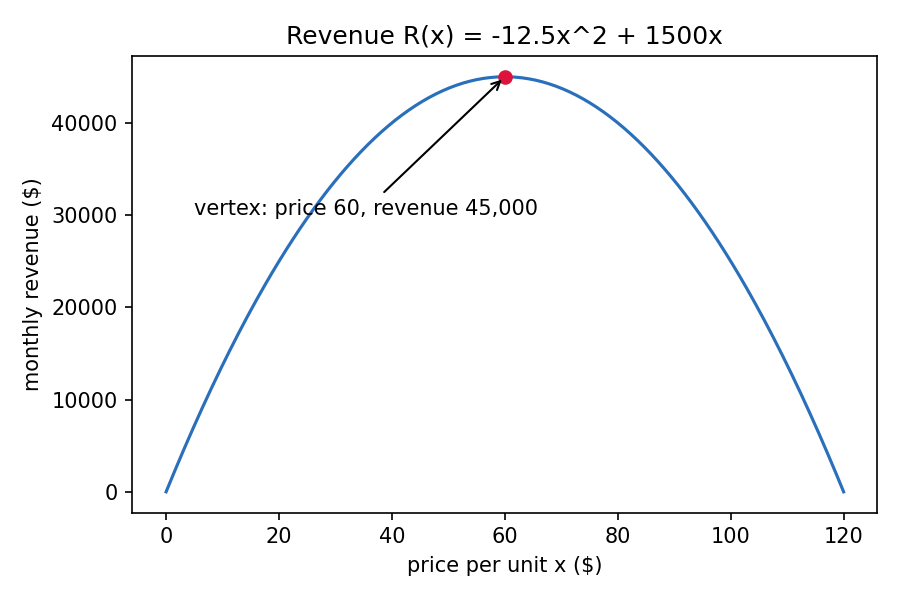 Revenue R(x) = -12.5x^2 + 1500x
monthly revenue ($)
40000
30000
20000
10000
0
vertex: price 60, revenue 45,000
0 20 40 60 80 100 120
price per unit x ($)